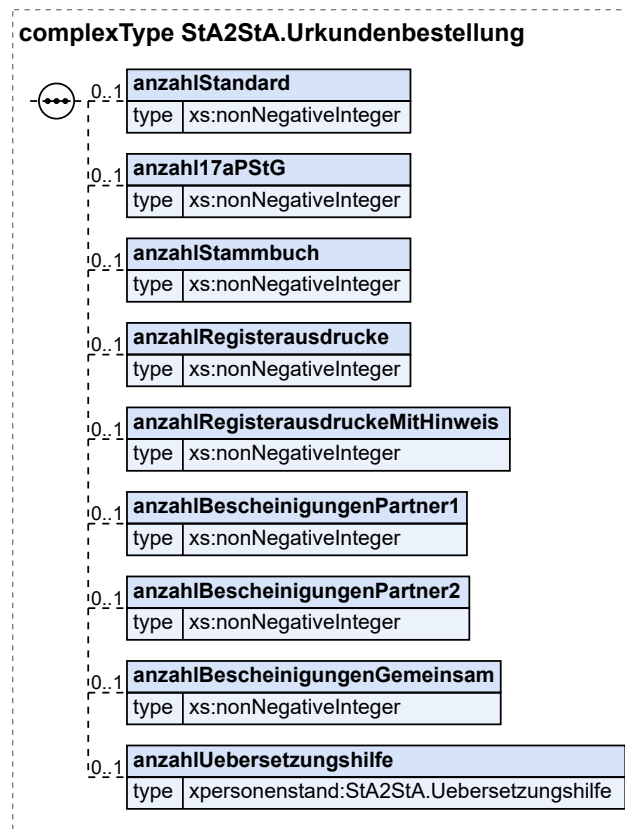 complexType StA2StA.Urkundenbestellung
0..1 anzahlStandard
type xs:nonNegativeInteger
0..1 anzahl17aPStG
type xs:nonNegativeInteger
0..1 anzahlStammbuch
type xs:nonNegativeInteger
0..1 anzahlRegisterausdrucke
type xs:nonNegativeInteger
0..1 anzahlRegisterausdruckeMitHinweis
type xs:nonNegativeInteger
0..1 anzahlBescheinigungenPartner1
type xs:nonNegativeInteger
0..1 anzahlBescheinigungenPartner2
type xs:nonNegativeInteger
0..1 anzahlBescheinigungenGemeinsam
type xs:nonNegativeInteger
0..1 anzahlUebersetzungshilfe
type xpersonenstand:StA2StA.Uebersetzungshilfe